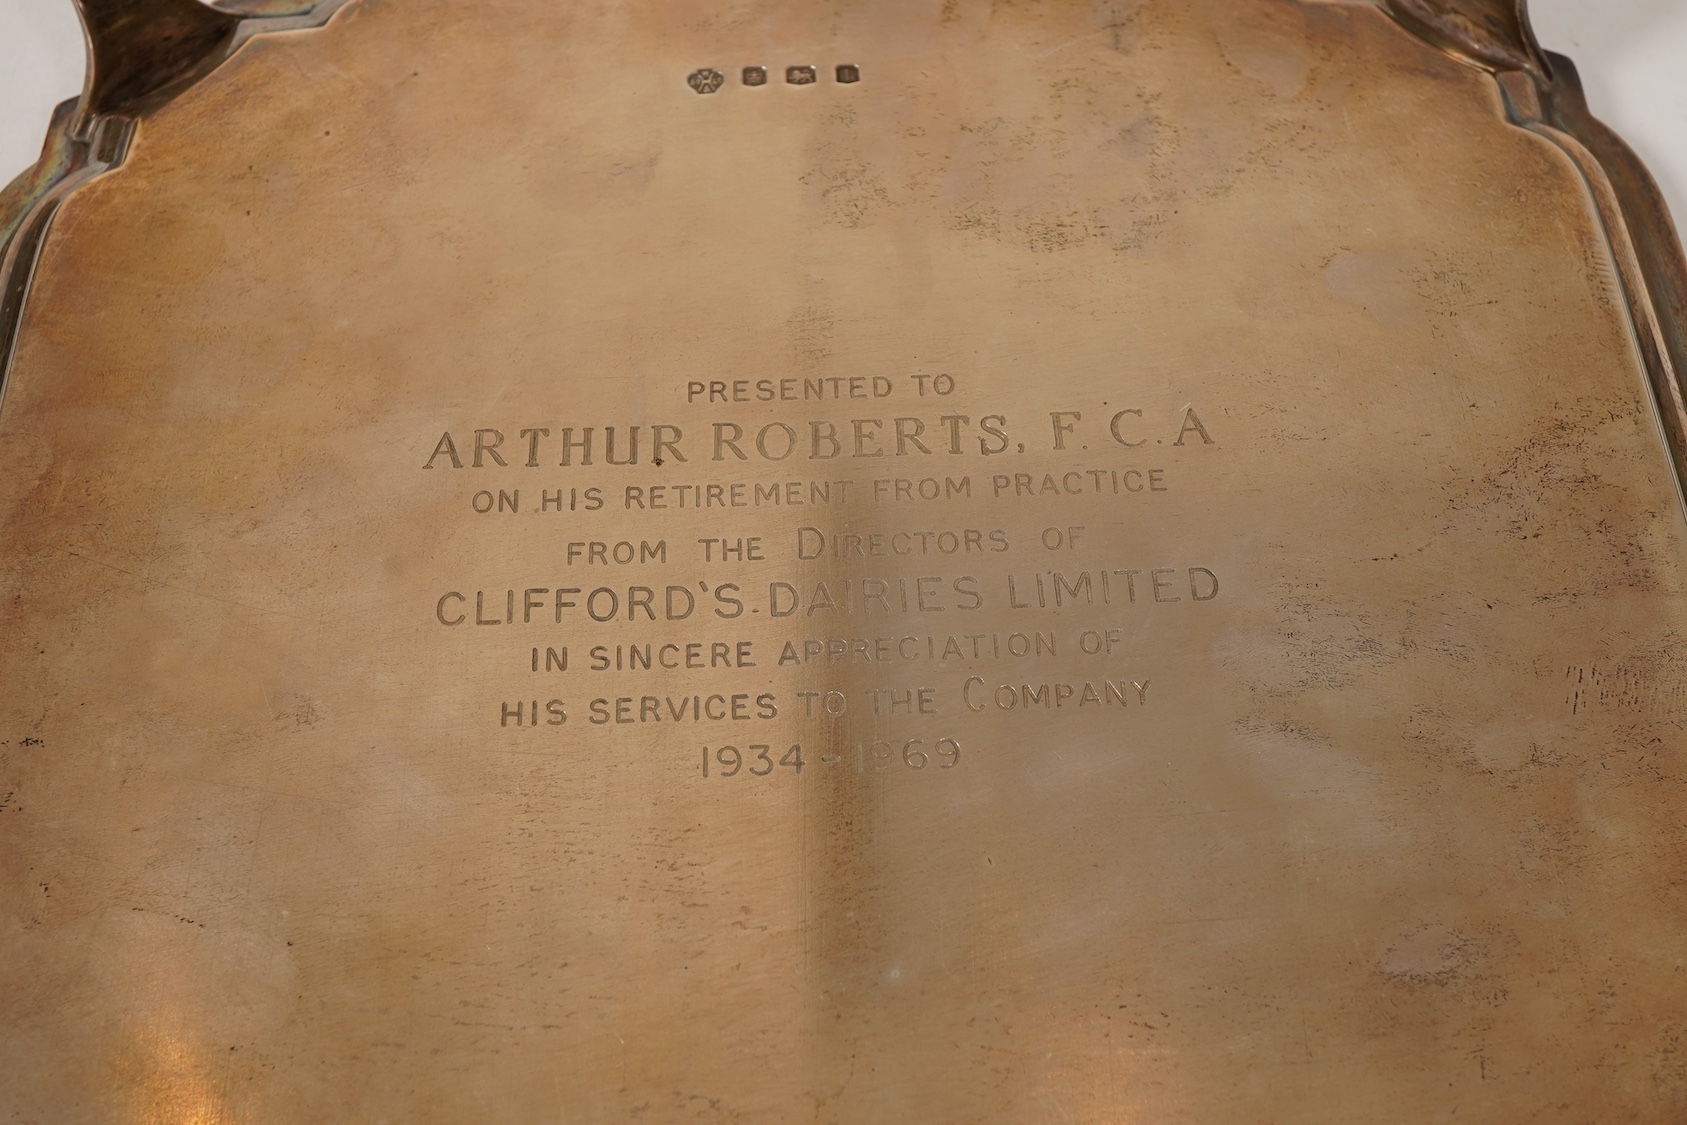 PRESENTED TO
ARTHUR ROBERTS, F. C. A
ON HIS RETIREMENT FROM PRACTICE
FROM THE DIRECTORS OF
CLIFFORD'S DAIRIES LIMITED
IN SINCERE APPRECIATION OF
HIS SERVICES TO THE COMPANY
1934-1969